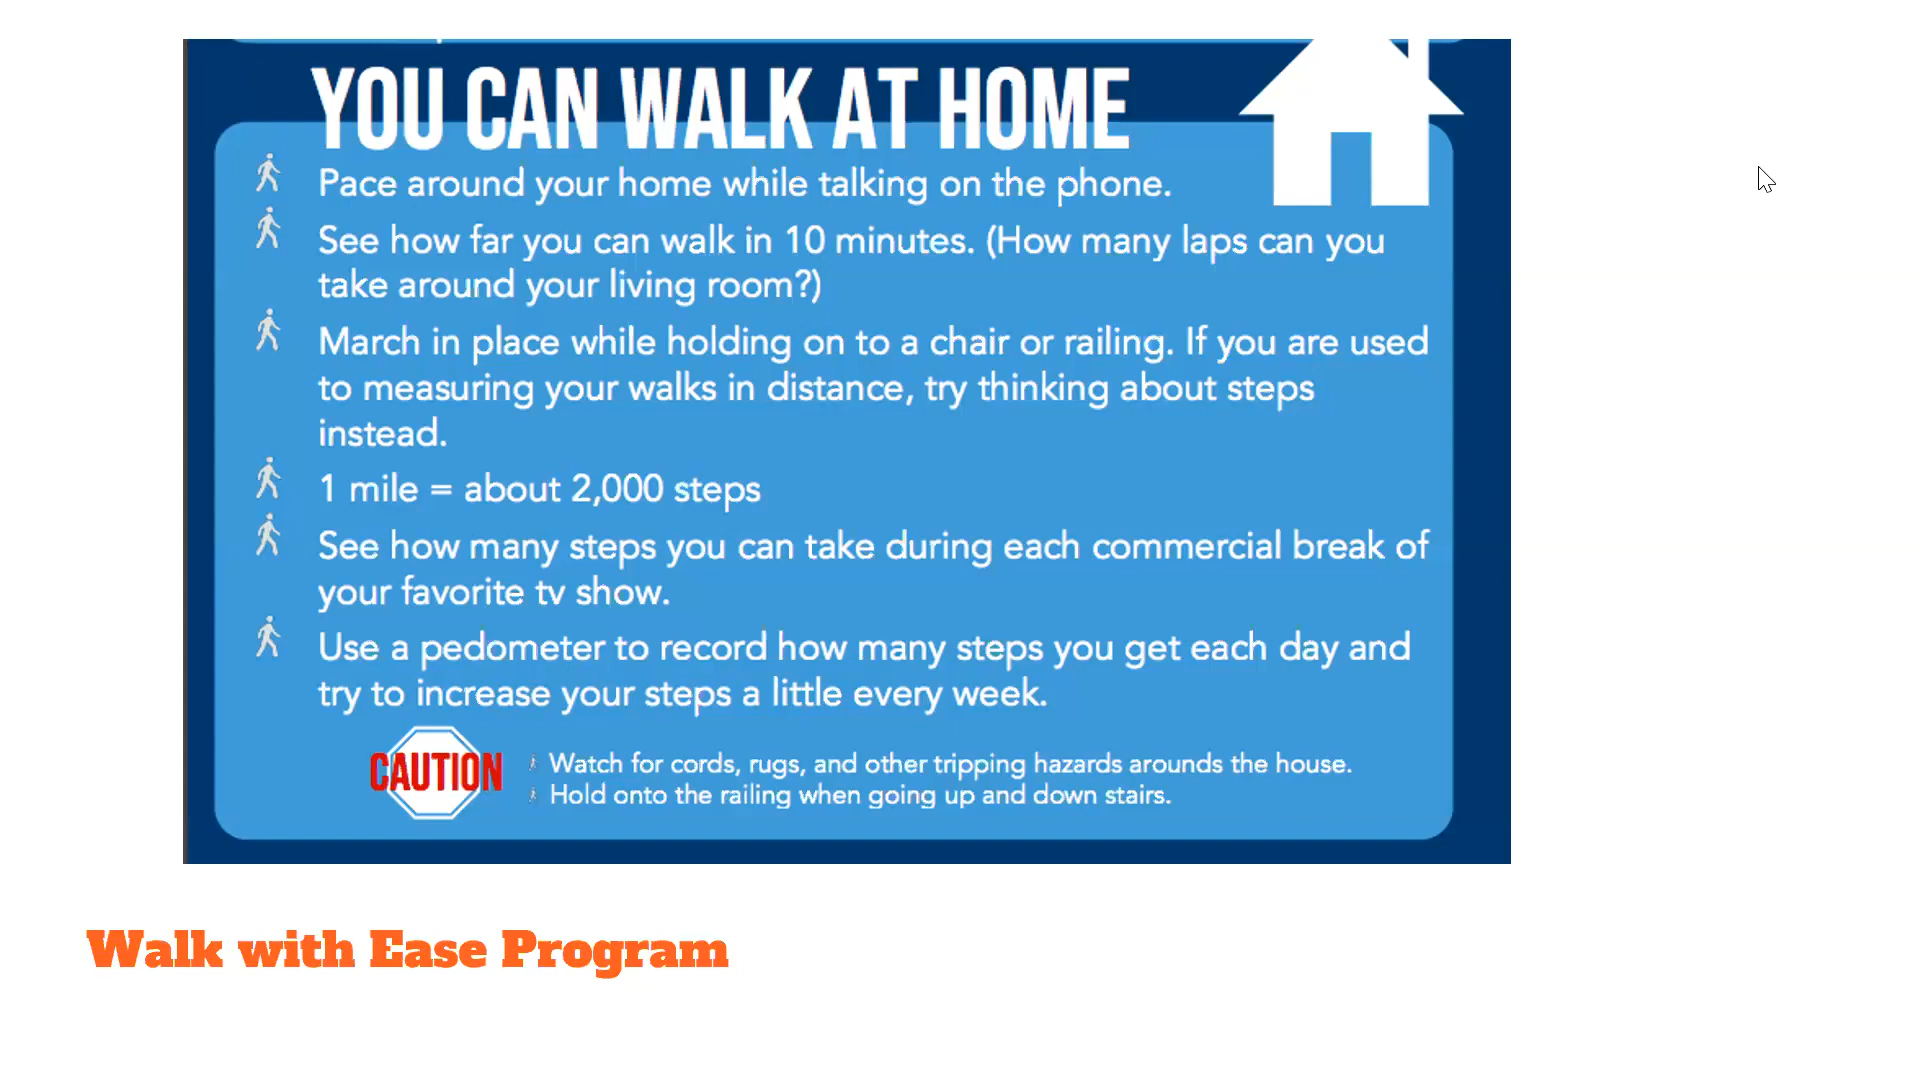 YOU CAN WALK AT HOME
Pace around your home while talking on the phone.
See how far you can walk in 10 minutes. (How many laps can you
take around your living room?)
March in place while holding on to a chair or railing. If you are used
to measuring your walks in distance, try thinking about steps
instead.
1 mile = about 2,000 steps
See how many steps you can take during each commercial break of
your favorite tv show.
Use a pedometer to record how many steps you get each day and
try to increase your steps a little every week.
CAUTION
Watch for cords, rugs, and other tripping hazards arounds the house.
Hold onto the railing when going up and down stairs.
Walk with Ease Program